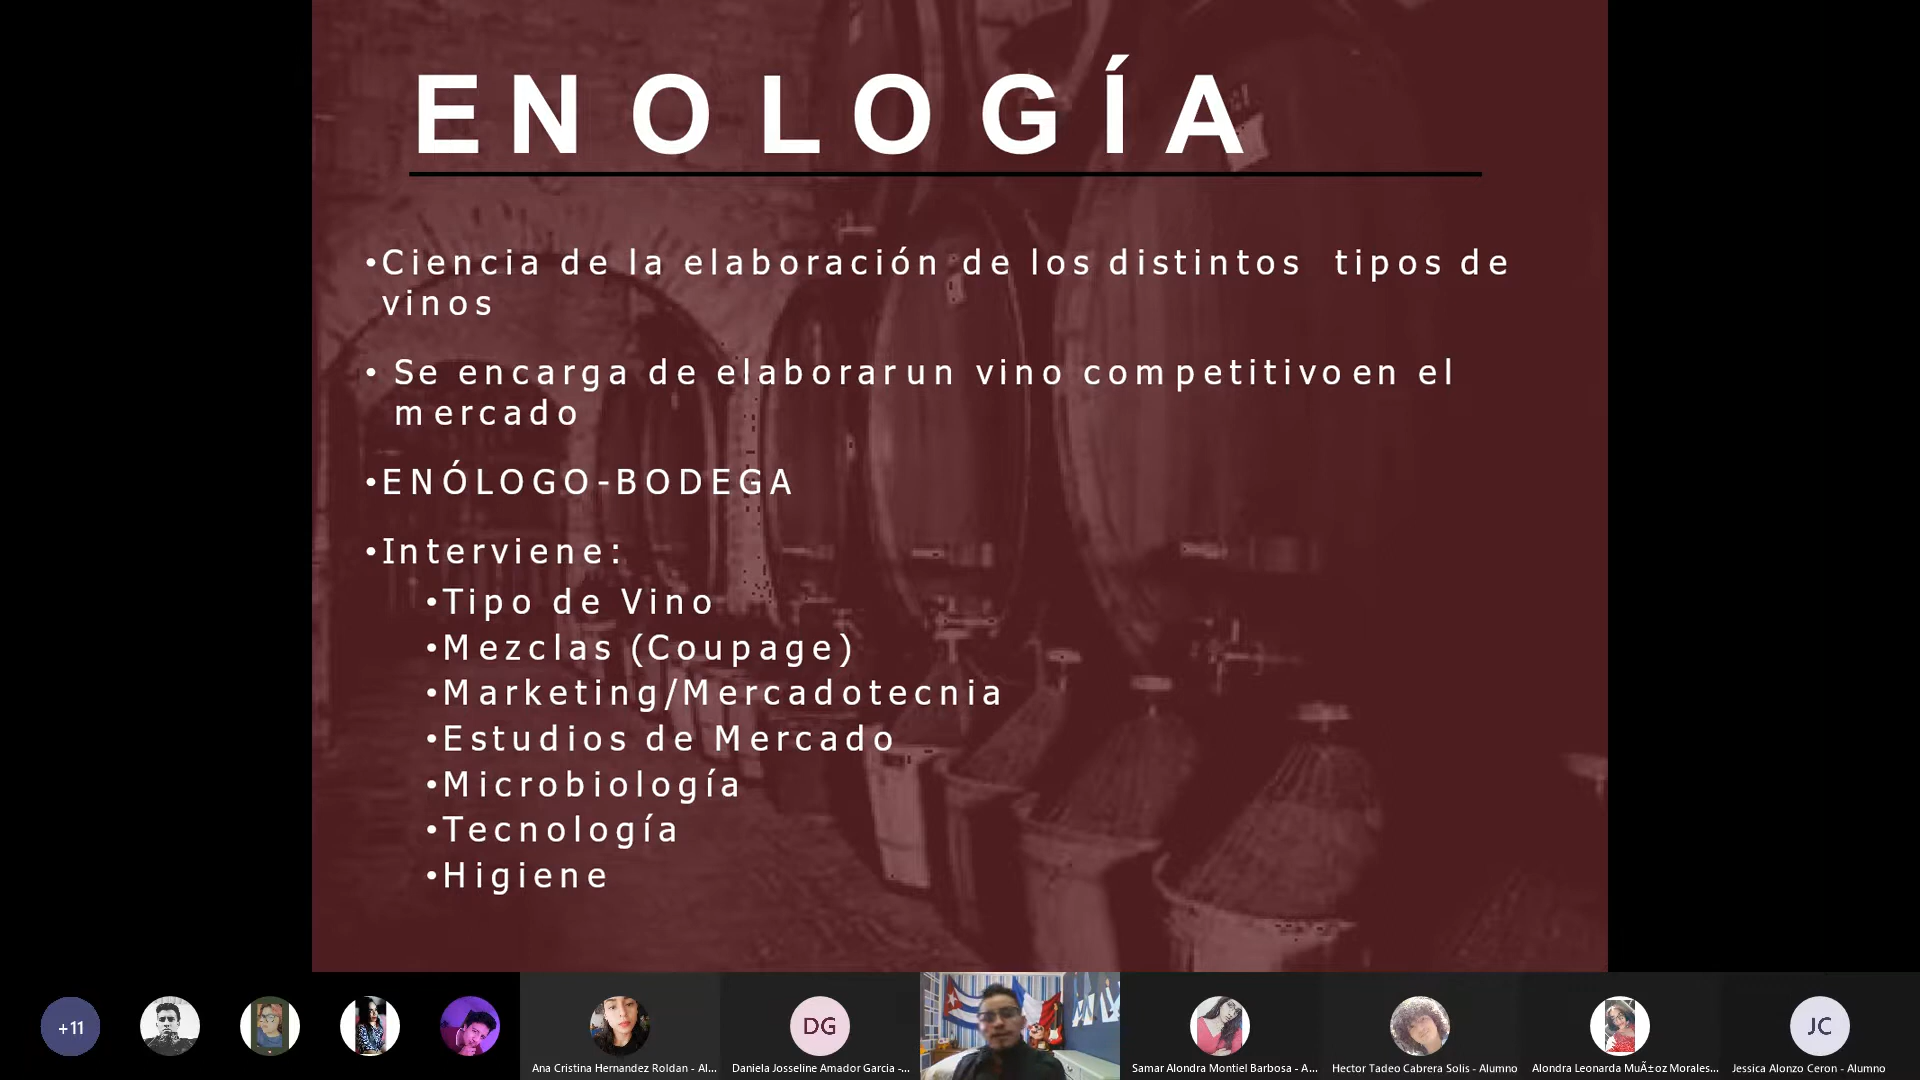 ENOLOGÍA
•Ciencia de la elaboración de los distintos tipos de
vinos
• Se encarga de elaborarun vino competitivoen el
mercado
•ENÓLOGO-BODEGA
•Interviene:
•Tipo de Vino
•Mezclas (Coupage)
•Marketing/Mercadotecnia
•Estudios de Mercado
•Microbiología
•Tecnología
•Higiene
+11
DG
JC
Ana Cristina Hernandez Roldan - Al...
Daniela Josseline Amador Garcia -...
Samar Alondra Montiel Barbosa - A...
Hector Tadeo Cabrera Solis - Alumno
Alondra Leonarda MuÃ±oz Morales...
Jessica Alonzo Ceron - Alumno